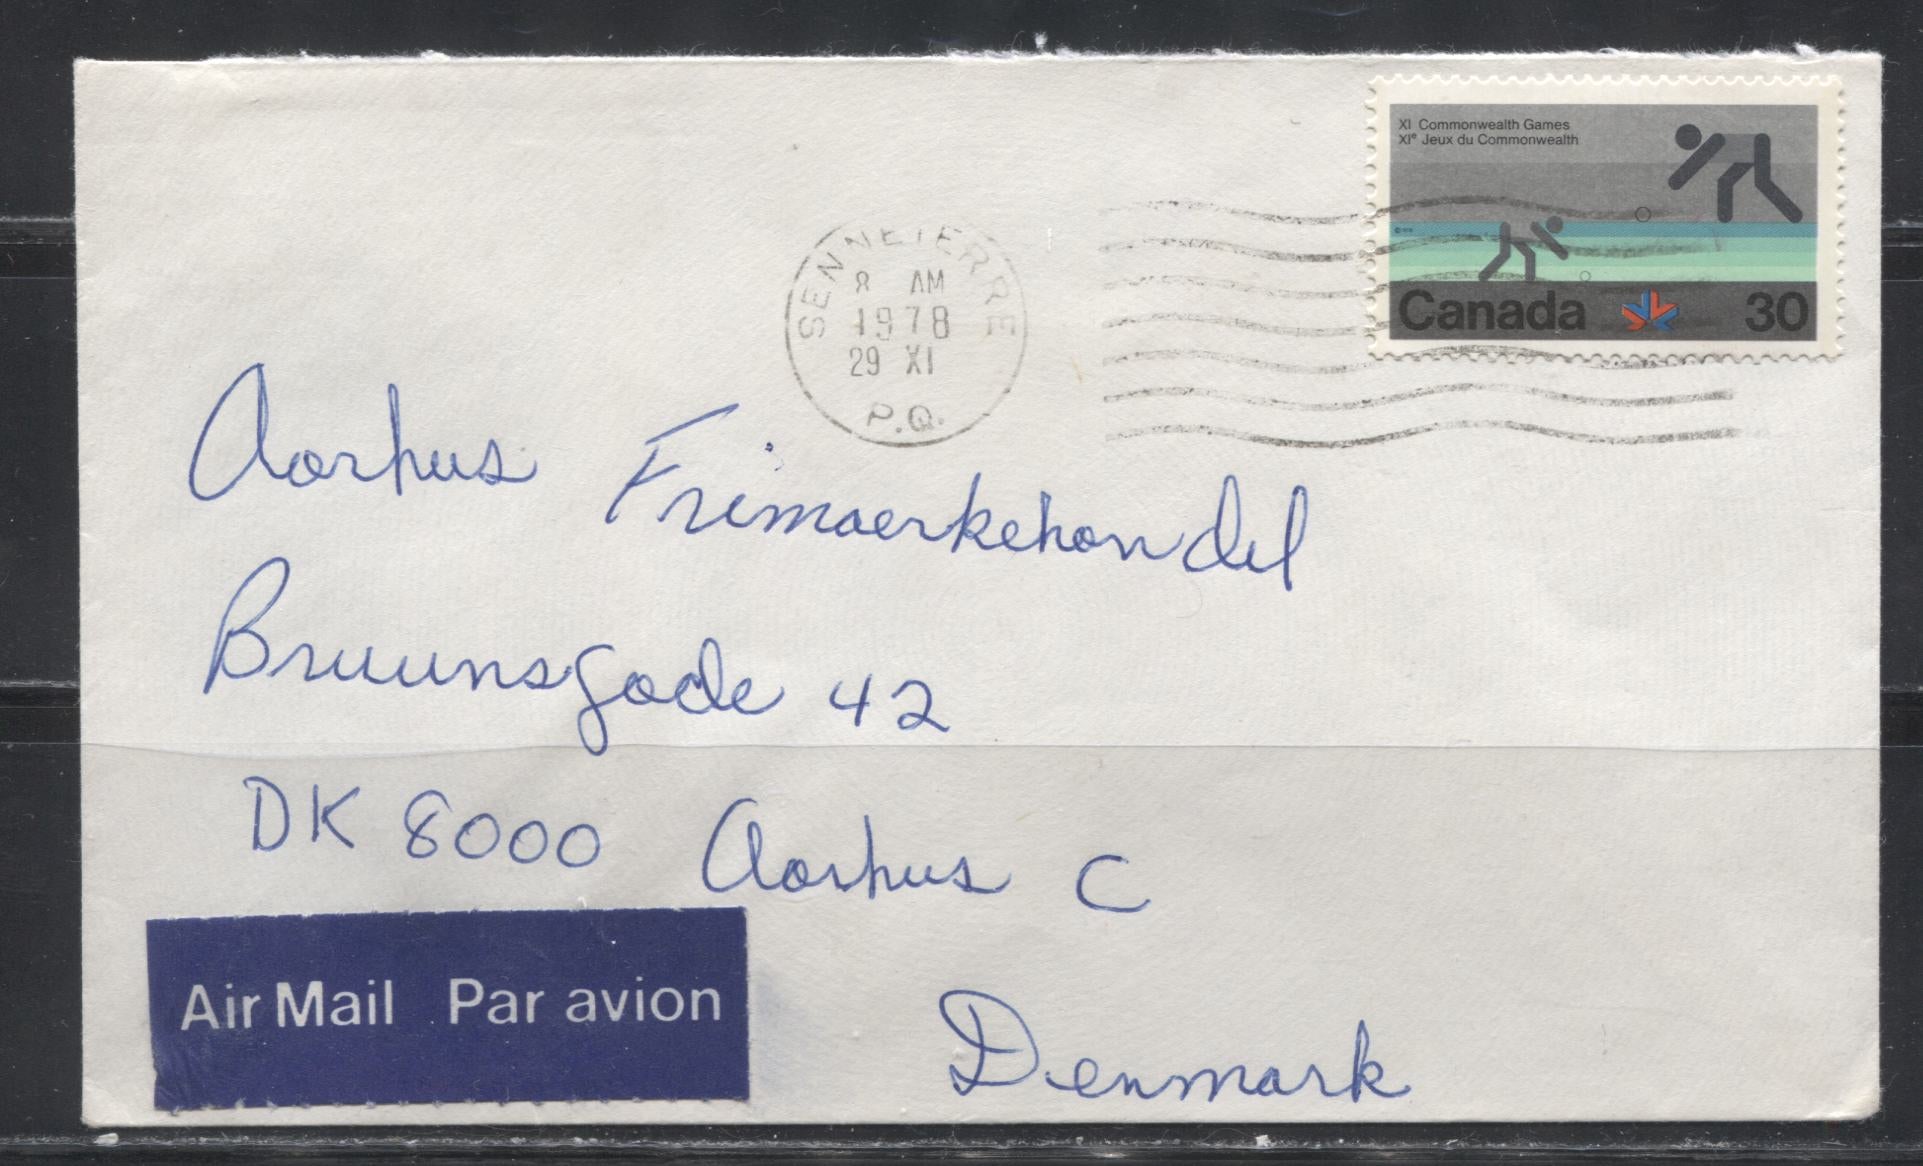 XI Commonwealth Games
XIe Jeux du Commonwealth
Canada 30
SENNETERRE
8 AM
1978
29 XI
P.Q.
Aarhus Frimaerkehandel
Bruunsgade 42
DK 8000 Aarhus C
Denmark
Air Mail Par avion